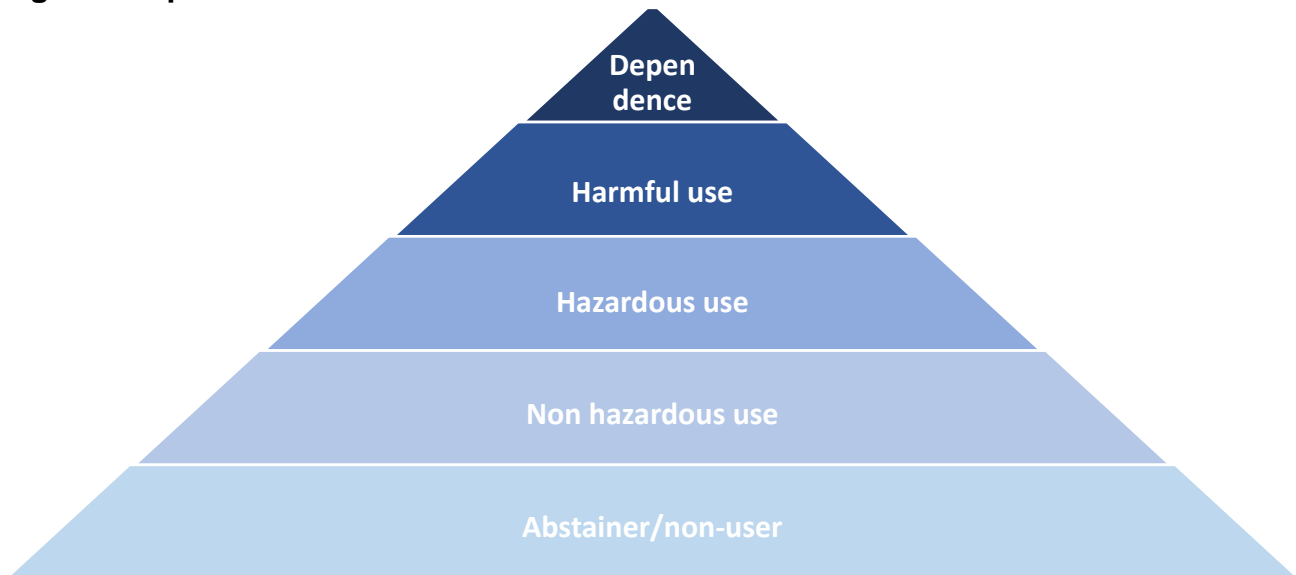 Depen
dence
Harmful use
Hazardous use
Non hazardous use
Abstainer/non-user